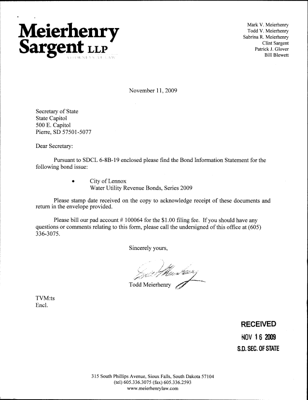 Meierhenry
Sargent LLP
Mark V. Meierhenry
Todd V. Meierhenry
Sabrina R. Meierhenry
Clint Sargent
Patrick J. Glover
Bill Blewett
November 11, 2009
Secretary of State
State Capitol
500 E. Capitol
Pierre, SD 57501-5077
Dear Secretary:
Pursuant to SDCL 6-8B-19 enclosed please find the Bond Information Statement for the
following bond issue:
• City of Lennox
Water Utility Revenue Bonds, Series 2009
Please stamp date received on the copy to acknowledge receipt of these documents and
return in the envelope provided.
Please bill our pad account # 100064 for the $1.00 filing fee. If you should have any
questions or comments relating to this form, please call the undersigned of this office at (605)
336-3075.
Sincerely yours,
Todd Meierhenry
TVM:ts
Encl.
RECEIVED
NOV 16 2009
S.D. SEC. OF STATE
315 South Phillips Avenue, Sioux Falls, South Dakota 57104
(tel) 605.336.3075 (fax) 605.336.2593
www.meierhenrylaw.com